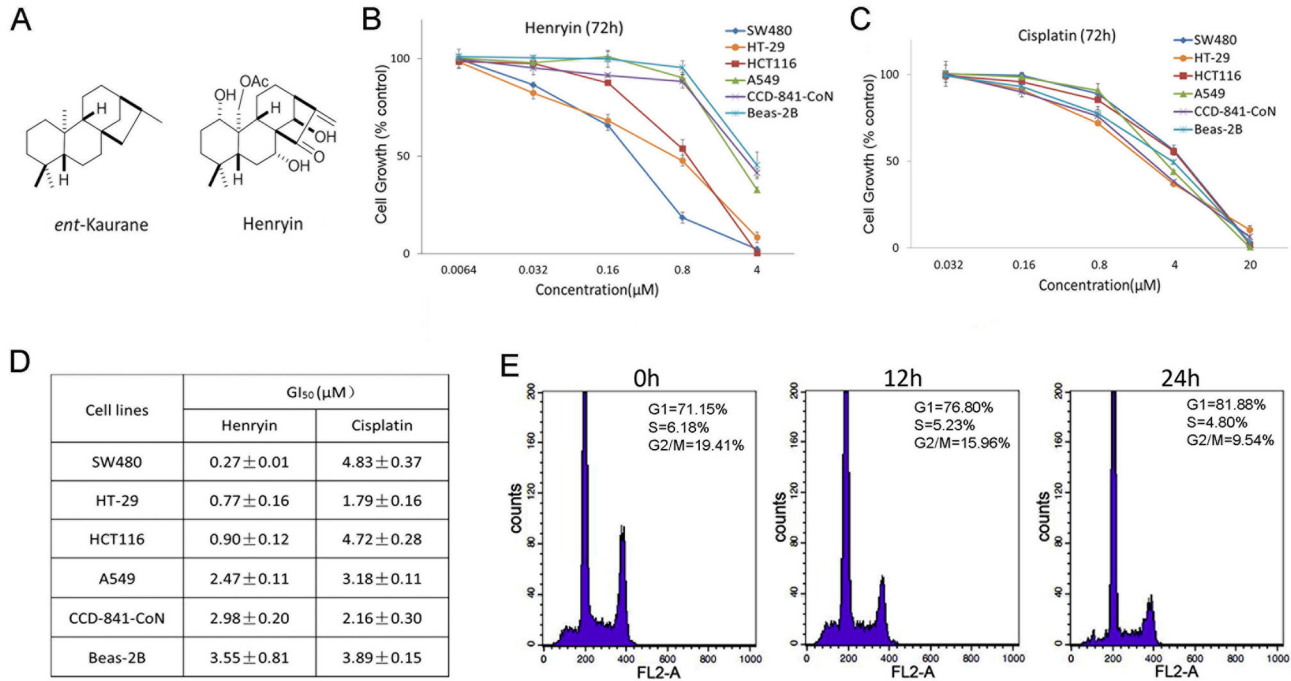 A
H
H
ent-Kaurane
OAc
OH
H
OH
O
H
OH
Henryin
B
Henryin (72h)
SW480
HT-29
HCT116
A549
CCD-841-CoN
Beas-2B
Cell Growth (% control)
100
50
0
0.0064 0.032 0.16 0.8 4
Concentration(μM)
C
Cisplatin (72h)
SW480
HT-29
HCT116
A549
CCD-841-CoN
Beas-2B
Cell Growth (% control)
100
50
0
0.032 0.16 0.8 4 20
Concentration(μM)
D
Cell lines GI50 (μM)
Henryin Cisplatin
SW480 0.27±0.01 4.83±0.37
HT-29 0.77±0.16 1.79±0.16
HCT116 0.90±0.12 4.72±0.28
A549 2.47±0.11 3.18±0.11
CCD-841-CoN 2.98±0.20 2.16±0.30
Beas-2B 3.55±0.81 3.89±0.15
E
0h
G1=71.15%
S=6.18%
G2/M=19.41%
counts
200
160
120
80
40
0
0 200 400 600 800 1000
FL2-A
12h
G1=76.80%
S=5.23%
G2/M=15.96%
counts
200
160
120
80
40
0
0 200 400 600 800 1000
FL2-A
24h
G1=81.88%
S=4.80%
G2/M=9.54%
counts
200
160
120
80
40
0
0 200 400 600 800 1000
FL2-A